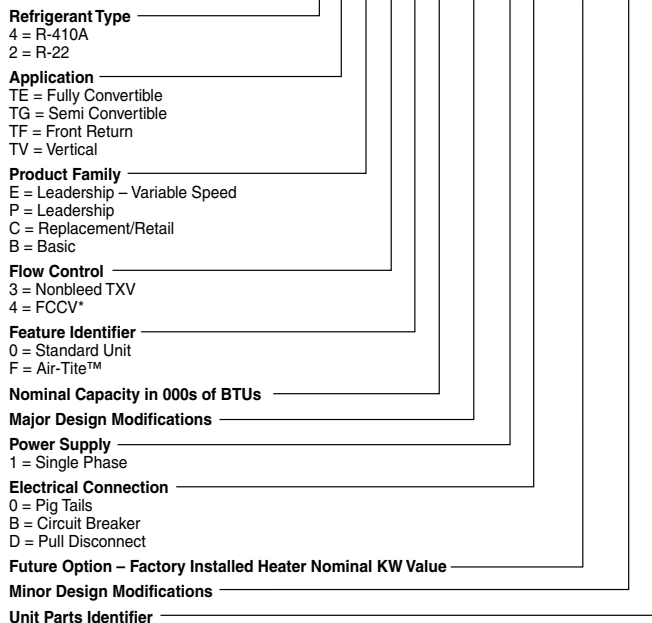 Refrigerant Type
4 = R-410A
2 = R-22
Application
TE = Fully Convertible
TG = Semi Convertible
TF = Front Return
TV = Vertical
Product Family
E = Leadership – Variable Speed
P = Leadership
C = Replacement/Retail
B = Basic
Flow Control
3 = Nonbleed TXV
4 = FCCV*
Feature Identifier
0 = Standard Unit
F = Air-Tite™
Nominal Capacity in 000s of BTUs
Major Design Modifications
Power Supply
1 = Single Phase
Electrical Connection
0 = Pig Tails
B = Circuit Breaker
D = Pull Disconnect
Future Option – Factory Installed Heater Nominal KW Value
Minor Design Modifications
Unit Parts Identifier